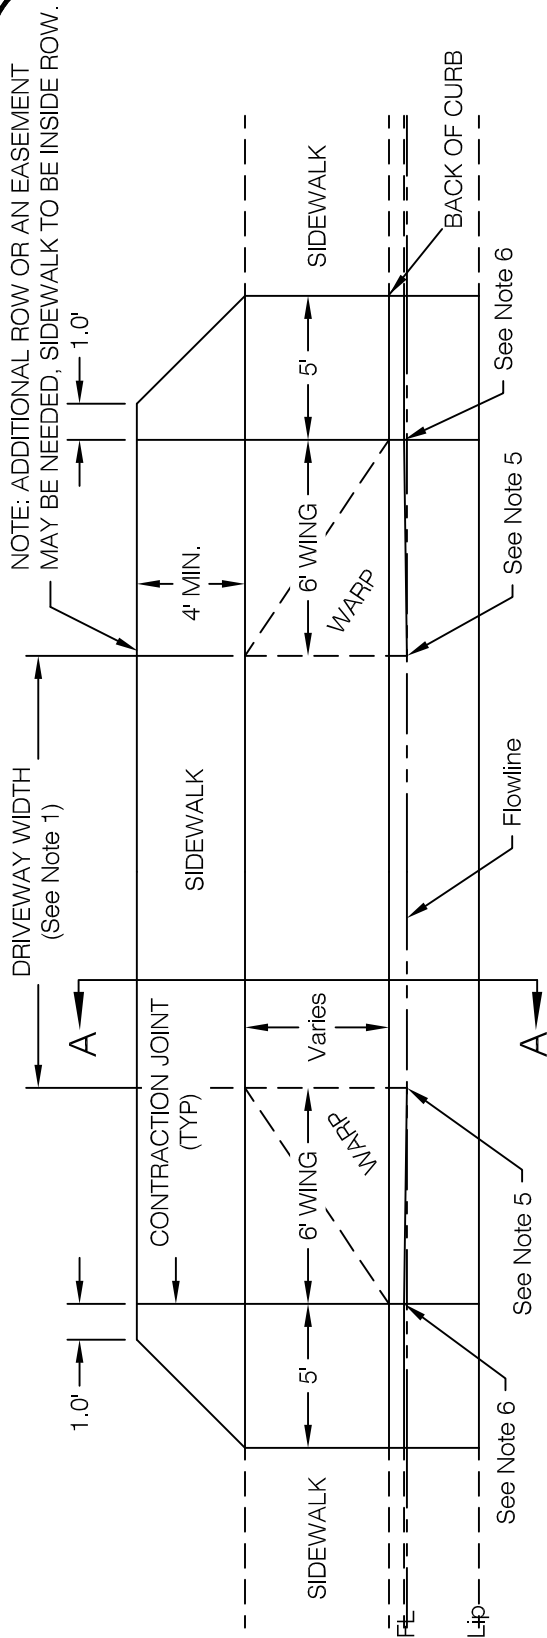 NOTE: ADDITIONAL ROW OR AN EASEMENT
MAY BE NEEDED, SIDEWALK TO BE INSIDE ROW.
DRIVEWAY WIDTH
(See Note 1)
1.0'
1.0'
A
CONTRACTION JOINT
(TYP)
SIDEWALK
4' MIN.
SIDEWALK
5'
6' WING
WARP
Varies
6' WING
WARP
5'
SIDEWALK
BACK OF CURB
FL
Lip
See Note 6
See Note 5
A
Flowline
See Note 5
See Note 6